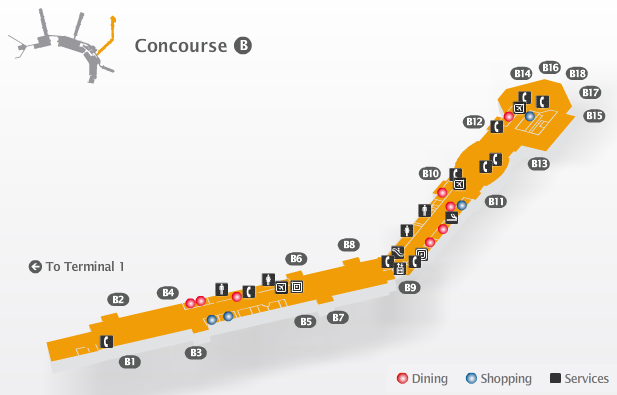 Concourse B
B16
B14
B18
B17
B15
B12
B13
B10
B11
← To Terminal 1
B8
B6
B9
B4
B2
B7
B5
B3
B1
Dining Shopping Services